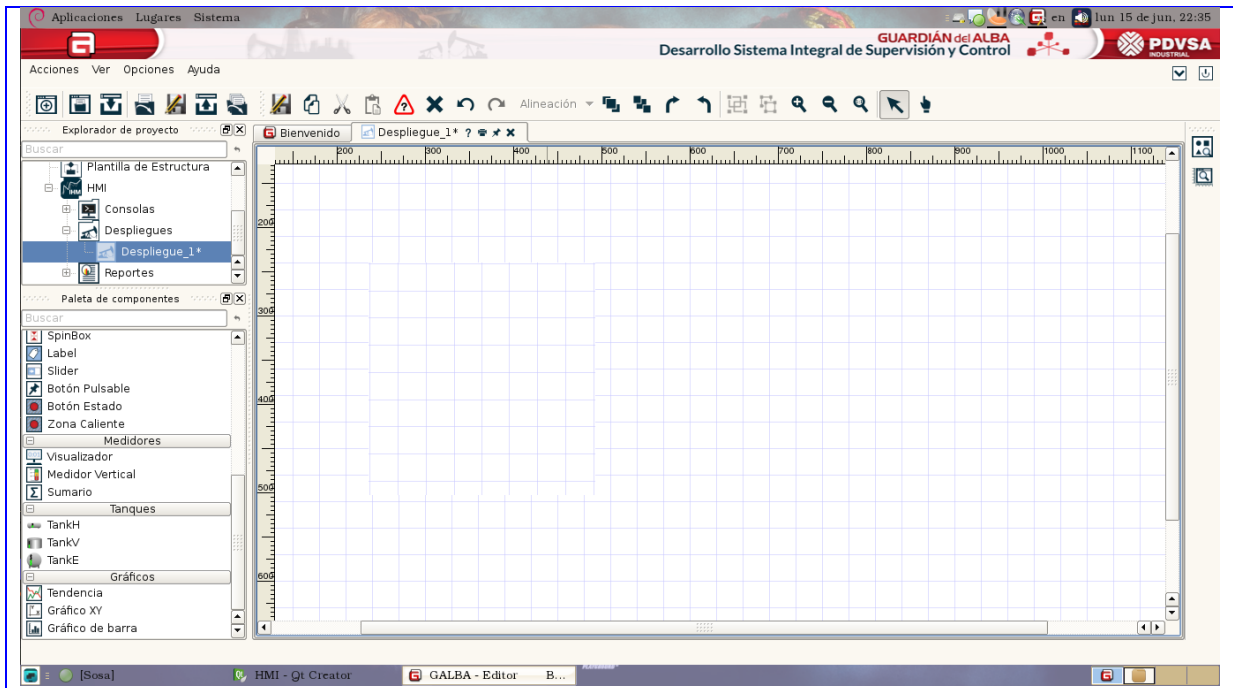 Aplicaciones Lugares Sistema
en lun 15 de jun, 22:35
GUARDIÁN del ALBA
Desarrollo Sistema Integral de Supervisión y Control
PDVSA
INDUSTRIAL
Acciones Ver Opciones Ayuda
Alineación
Explorador de proyecto
Buscar
Plantilla de Estructura
HMI
Consolas
Despliegues
Despliegue_1*
Reportes
Paleta de componentes
Buscar
SpinBox
Label
Slider
Botón Pulsable
Botón Estado
Zona Caliente
Medidores
Visualizador
Medidor Vertical
Sumario
Tanques
TankH
TankV
TankE
Gráficos
Tendencia
Gráfico XY
Gráfico de barra
Bienvenido
Despliegue_1* ?
200 300 400 500 600 700 800 900 1000 1100
200
300
400
500
600
[Sosa]
HMI - Qt Creator
GALBA - Editor B...